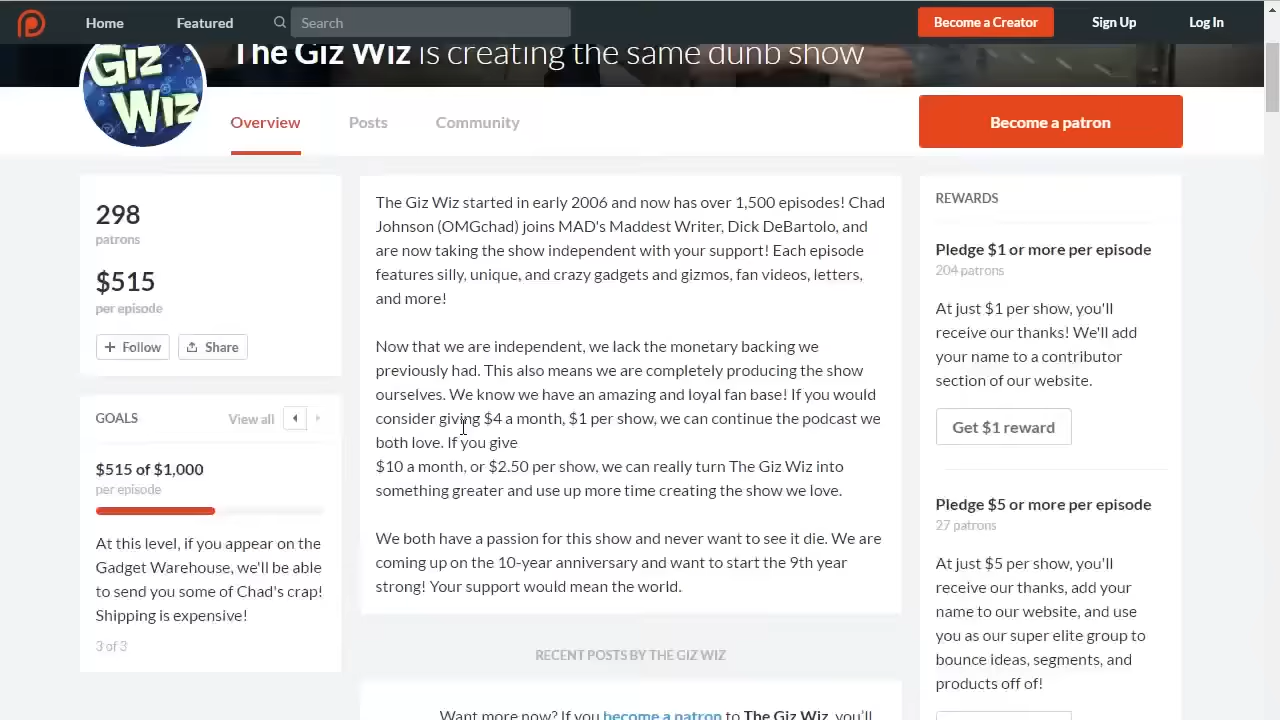 Home
Featured
Search
Become a Creator
Sign Up
Log In
GIZ
WIZ
The Giz Wiz is creating the same dunb show
Overview
Posts
Community
Become a patron
298
patrons
$515
per episode
Follow
Share
GOALS
View all
$515 of $1,000
per episode
At this level, if you appear on the
Gadget Warehouse, we'll be able
to send you some of Chad's crap!
Shipping is expensive!
3 of 3
The Giz Wiz started in early 2006 and now has over 1,500 episodes! Chad
Johnson (OMGchad) joins MAD's Maddest Writer, Dick DeBartolo, and
are now taking the show independent with your support! Each episode
features silly, unique, and crazy gadgets and gizmos, fan videos, letters,
and more!
Now that we are independent, we lack the monetary backing we
previously had. This also means we are completely producing the show
ourselves. We know we have an amazing and loyal fan base! If you would
consider giving $4 a month, $1 per show, we can continue the podcast we
both love. If you give
$10 a month, or $2.50 per show, we can really turn The Giz Wiz into
something greater and use up more time creating the show we love.
We both have a passion for this show and never want to see it die. We are
coming up on the 10-year anniversary and want to start the 9th year
strong! Your support would mean the world.
RECENT POSTS BY THE GIZ WIZ
Want more now? If you become a patron to The Giz Wiz, you'll
REWARDS
Pledge $1 or more per episode
204 patrons
At just $1 per show, you'll
receive our thanks! We'll add
your name to a contributor
section of our website.
Get $1 reward
Pledge $5 or more per episode
27 patrons
At just $5 per show, you'll
receive our thanks, add your
name to our website, and use
you as our super elite group to
bounce ideas, segments, and
products off of!